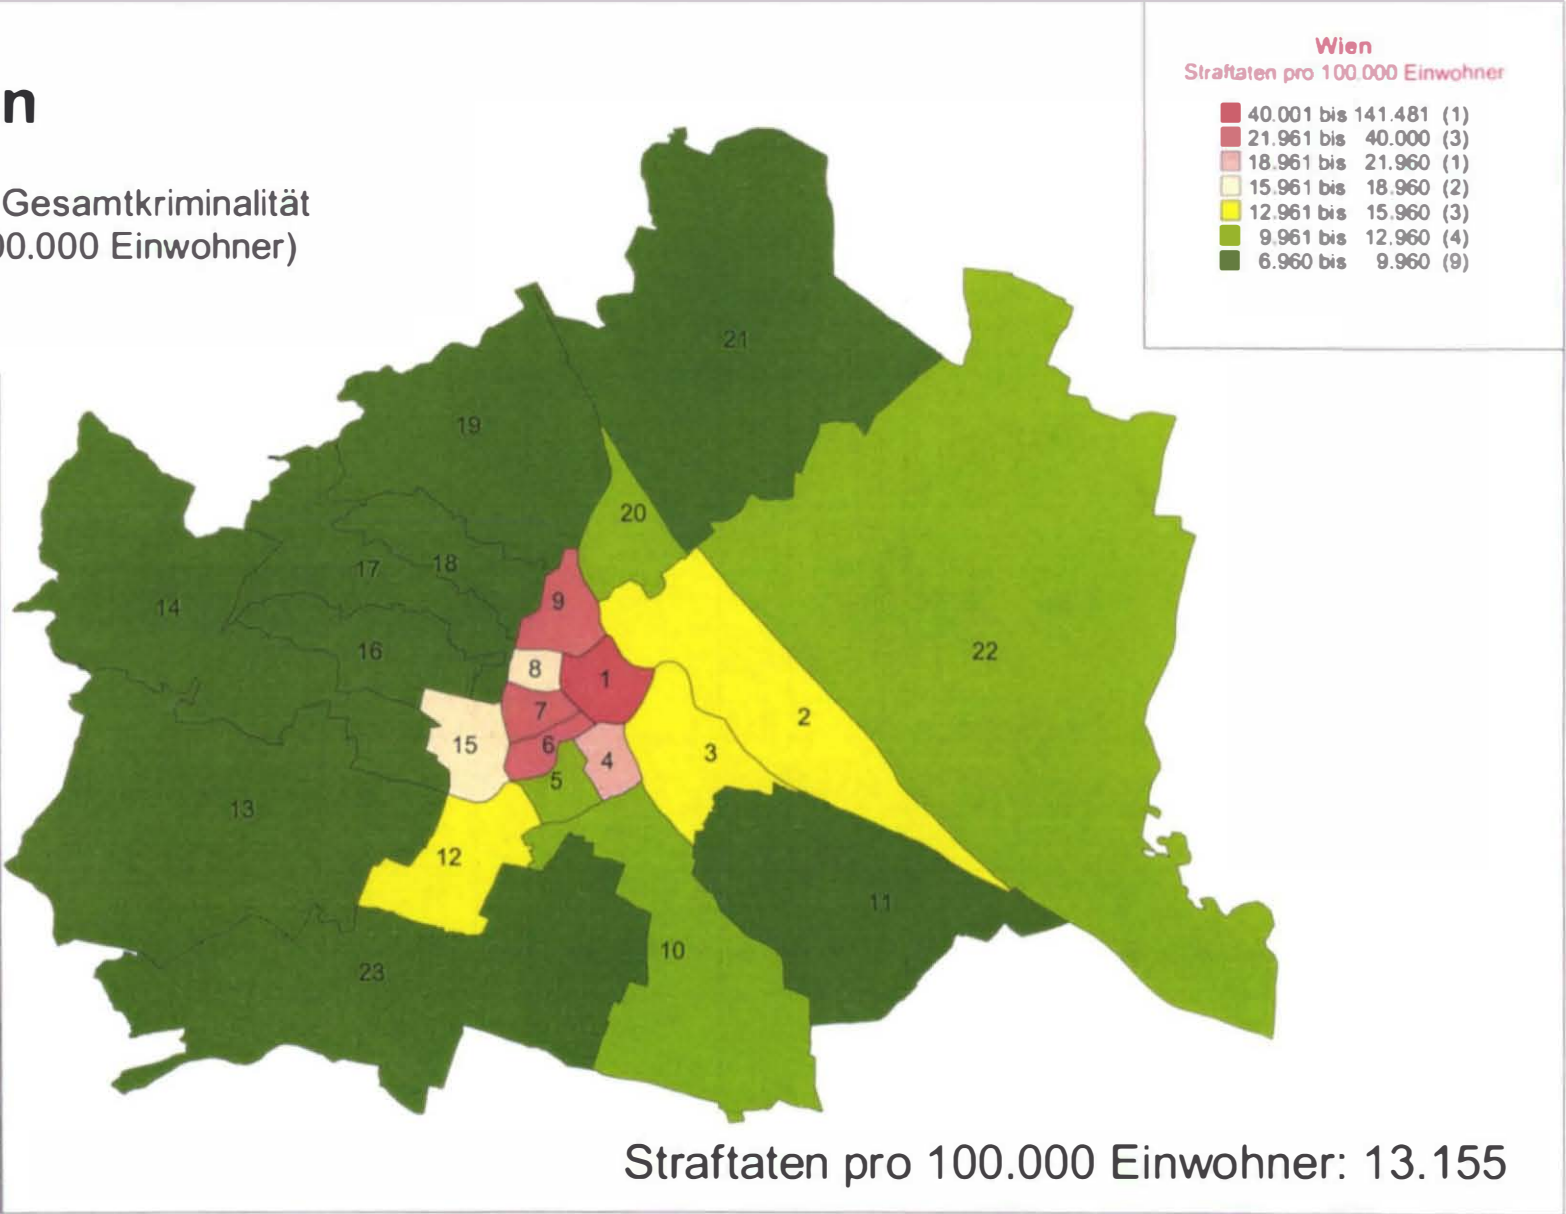 n
Gesamtkriminalität
00.000 Einwohner)
Wien
Straftaten pro 100.000 Einwohner
40.001 bis 141.481 (1)
21.961 bis 40.000 (3)
18.961 bis 21.960 (1)
15.961 bis 18.960 (2)
12.961 bis 15.960 (3)
9.961 bis 12.960 (4)
6.960 bis 9.960 (9)
21
19
20
18
17
9
14
16
22
8
1
7
2
15
6
3
4
5
13
12
11
10
23
Straftaten pro 100.000 Einwohner: 13.155